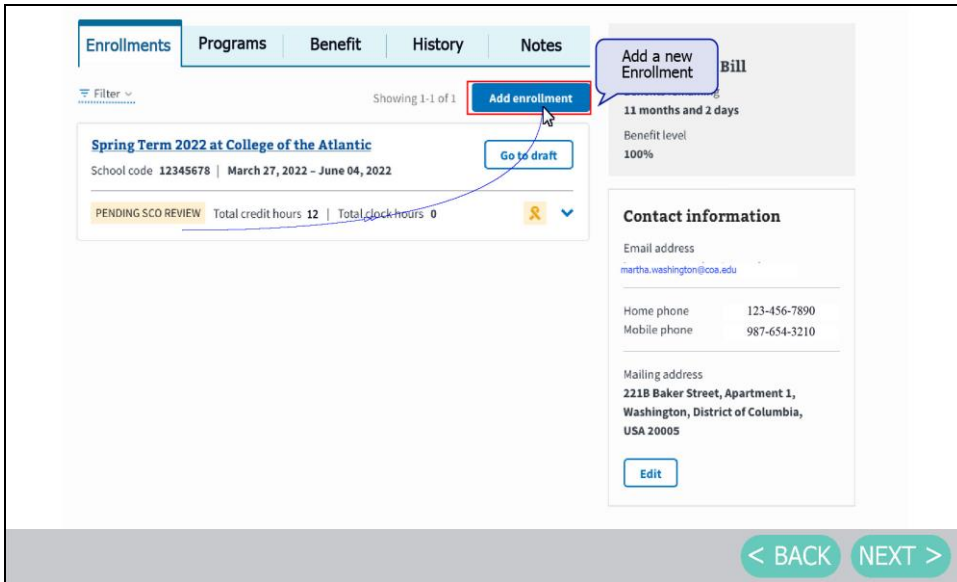 Enrollments Programs Benefit History Notes
Filter
Showing 1-1 of 1
Add enrollment
Add a new
Enrollment
Bill
11 months and 2 days
Benefit level
100%
Spring Term 2022 at College of the Atlantic
Go to draft
School code 12345678 | March 27, 2022 – June 04, 2022
PENDING SCO REVIEW Total credit hours 12 | Total clock hours 0
Contact information
Email address
martha.washington@coa.edu
Home phone 123-456-7890
Mobile phone 987-654-3210
Mailing address
221B Baker Street, Apartment 1,
Washington, District of Columbia,
USA 20005
Edit
< BACK NEXT >